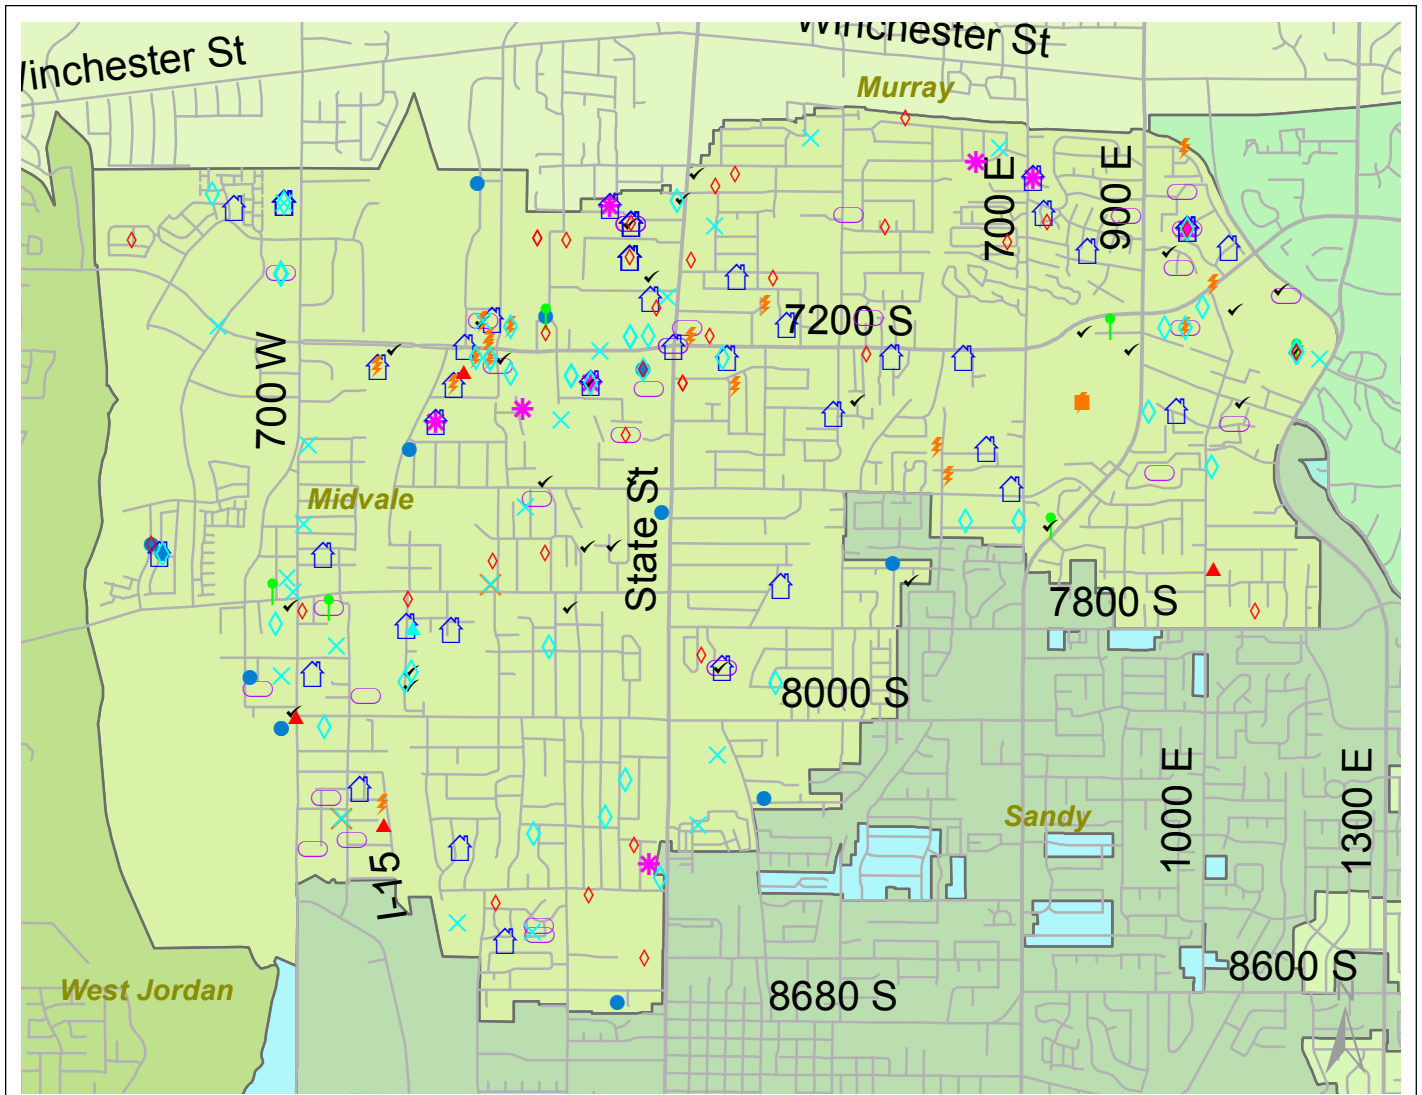 Winchester St
Winchester St
Murray
700 E
900 E
7200 S
700 W
Midvale
State St
7800 S
8000 S
1000 E
1300 E
Sandy
I-15
8600 S
West Jordan
8680 S